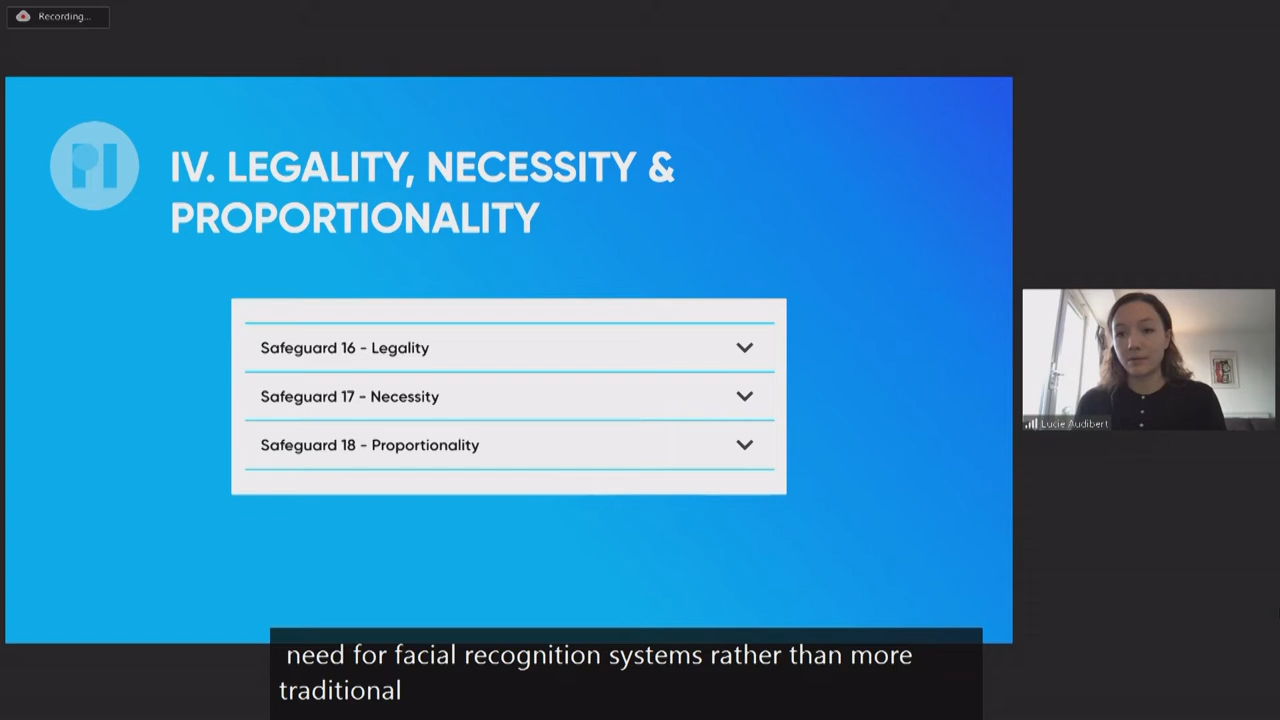 Recording...
PI
IV. LEGALITY, NECESSITY &
PROPORTIONALITY
Safeguard 16 - Legality
Safeguard 17 - Necessity
Safeguard 18 - Proportionality
Lucie Audibert
need for facial recognition systems rather than more
traditional